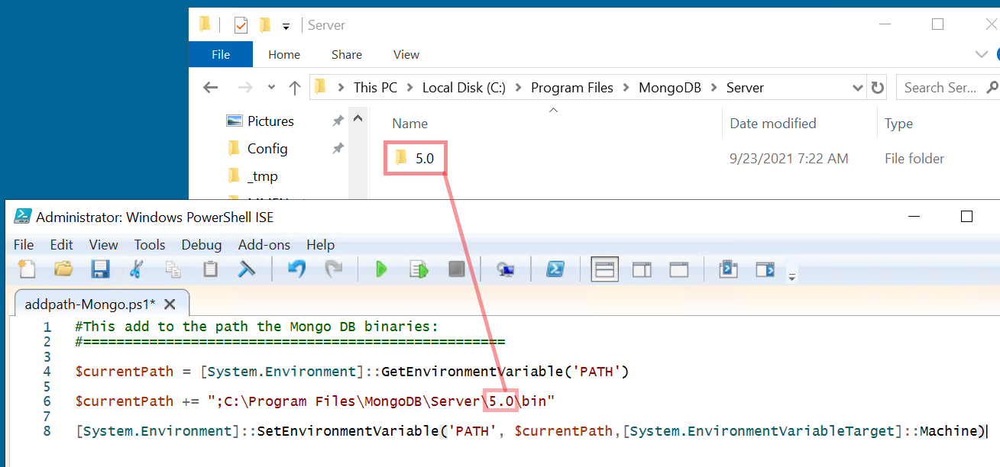 Server
File Home Share View
This PC > Local Disk (C:) > Program Files > MongoDB > Server
Search Ser...
Name Date modified Type
Pictures
5.0 9/23/2021 7:22 AM File folder
Config
_tmp
Administrator: Windows PowerShell ISE
File Edit View Tools Debug Add-ons Help
addpath-Mongo.ps1* X
1 #This add to the path the Mongo DB binaries:
2 #===================================================
3
4 $currentPath = [System.Environment]::GetEnvironmentVariable('PATH')
5
6 $currentPath += ";C:\Program Files\MongoDB\Server\5.0\bin"
7
8 [System.Environment]::SetEnvironmentVariable('PATH', $currentPath,[System.EnvironmentVariableTarget]::Machine)